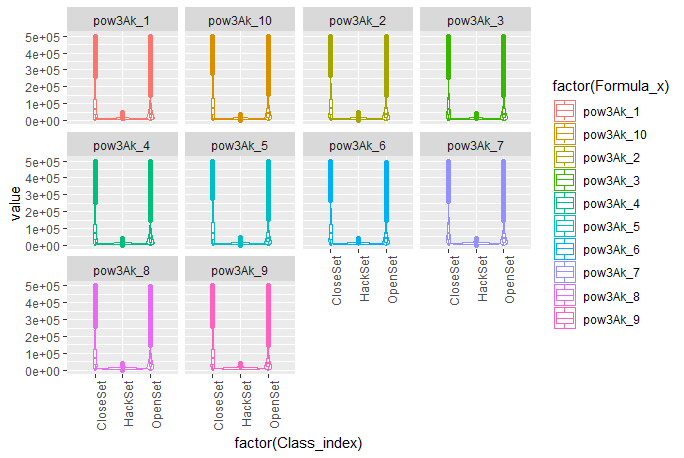 pow3Ak_1 pow3Ak_10 pow3Ak_2 pow3Ak_3
5e+05
4e+05
3e+05
2e+05
1e+05
0e+00
pow3Ak_4 pow3Ak_5 pow3Ak_6 pow3Ak_7
5e+05
4e+05
3e+05
2e+05
1e+05
0e+00
pow3Ak_8 pow3Ak_9
5e+05
4e+05
3e+05
2e+05
1e+05
0e+00
value
CloseSet
HackSet
OpenSet
CloseSet
HackSet
OpenSet
CloseSet
HackSet
OpenSet
CloseSet
HackSet
OpenSet
factor(Class_index)
factor(Formula_x)
pow3Ak_1
pow3Ak_10
pow3Ak_2
pow3Ak_3
pow3Ak_4
pow3Ak_5
pow3Ak_6
pow3Ak_7
pow3Ak_8
pow3Ak_9